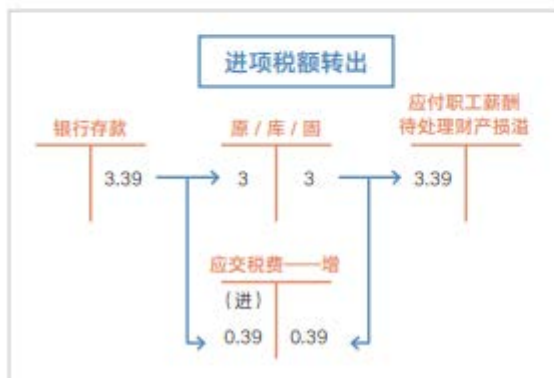 进项税额转出
应付职工薪酬
银行存款 原/库/固 待处理财产损溢
3.39 3 3 3.39
应交税费——增
(进)
0.39 0.39